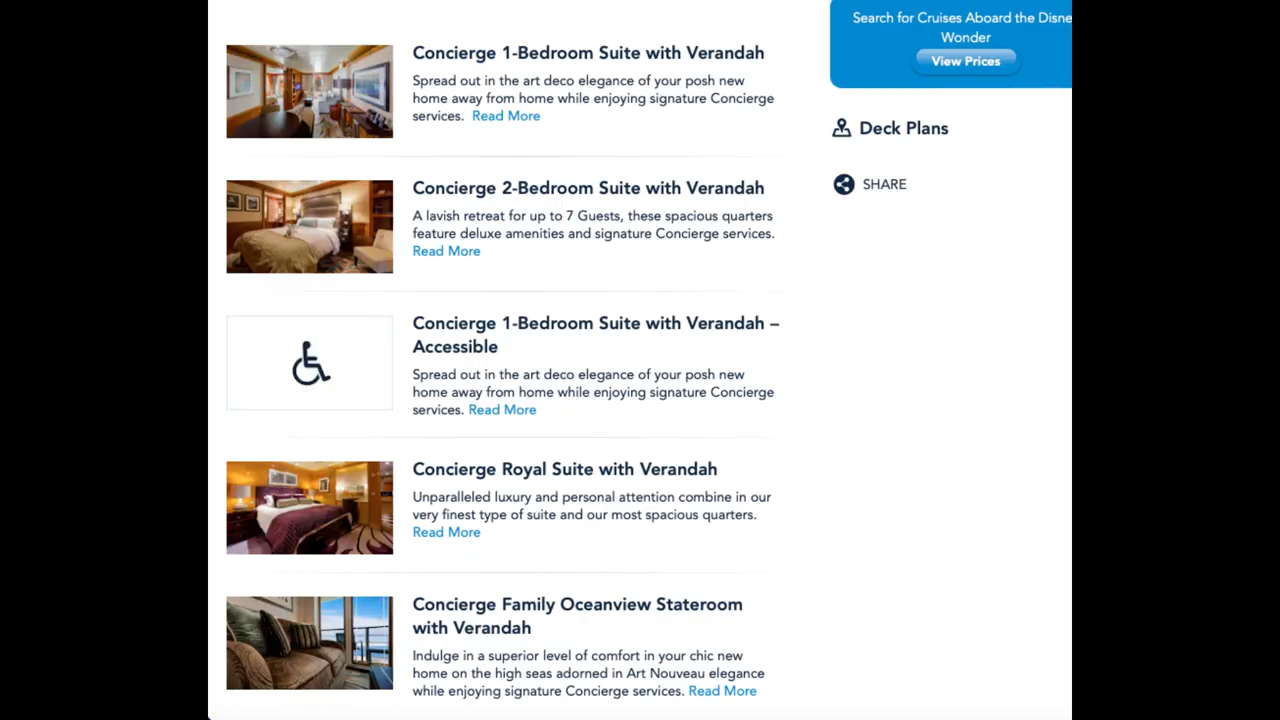 Concierge 1-Bedroom Suite with Verandah
Spread out in the art deco elegance of your posh new
home away from home while enjoying signature Concierge
services. Read More
Concierge 2-Bedroom Suite with Verandah
A lavish retreat for up to 7 Guests, these spacious quarters
feature deluxe amenities and signature Concierge services.
Read More
Concierge 1-Bedroom Suite with Verandah –
Accessible
Spread out in the art deco elegance of your posh new
home away from home while enjoying signature Concierge
services. Read More
Concierge Royal Suite with Verandah
Unparalleled luxury and personal attention combine in our
very finest type of suite and our most spacious quarters.
Read More
Concierge Family Oceanview Stateroom
with Verandah
Indulge in a superior level of comfort in your chic new
home on the high seas adorned in Art Nouveau elegance
while enjoying signature Concierge services. Read More
Search for Cruises Aboard the Disne
Wonder
View Prices
Deck Plans
SHARE